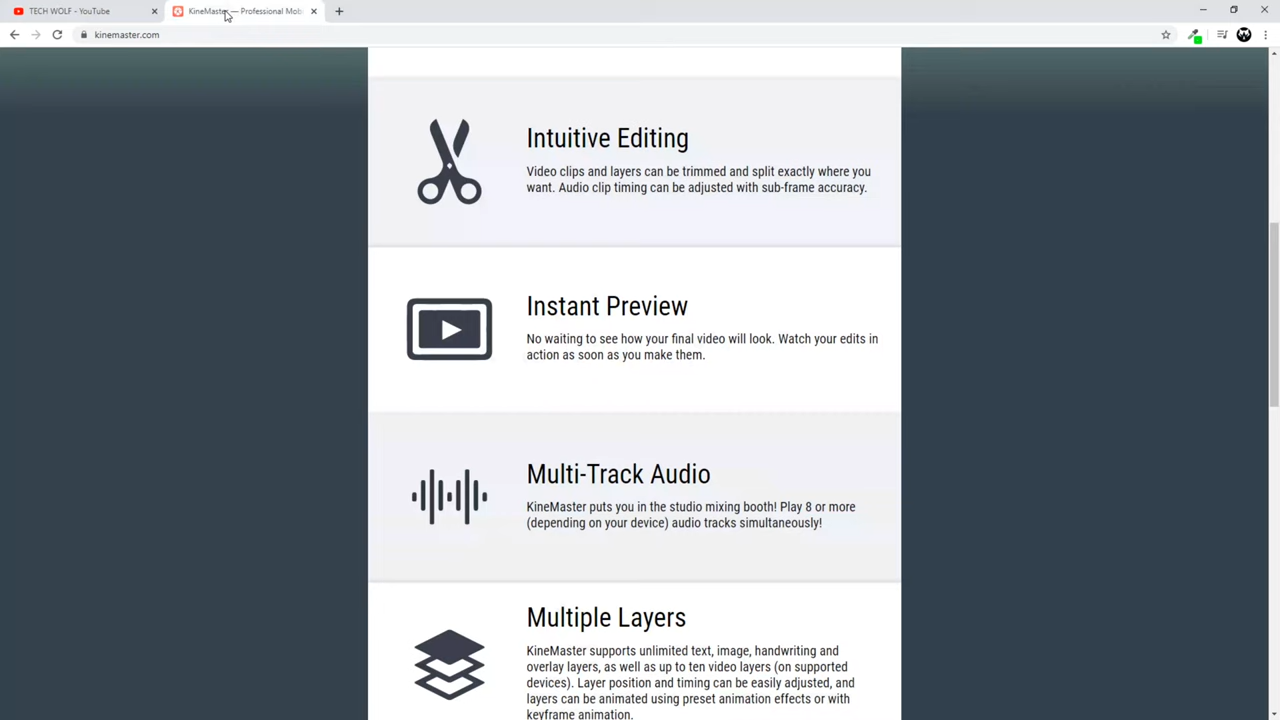 TECH WOLF - YouTube
KineMaster — Professional Mob
kinemaster.com
Intuitive Editing
Video clips and layers can be trimmed and split exactly where you
want. Audio clip timing can be adjusted with sub-frame accuracy.
Instant Preview
No waiting to see how your final video will look. Watch your edits in
action as soon as you make them.
Multi-Track Audio
KineMaster puts you in the studio mixing booth! Play 8 or more
(depending on your device) audio tracks simultaneously!
Multiple Layers
KineMaster supports unlimited text, image, handwriting and
overlay layers, as well as up to ten video layers (on supported
devices). Layer position and timing can be easily adjusted, and
layers can be animated using preset animation effects or with
keyframe animation.